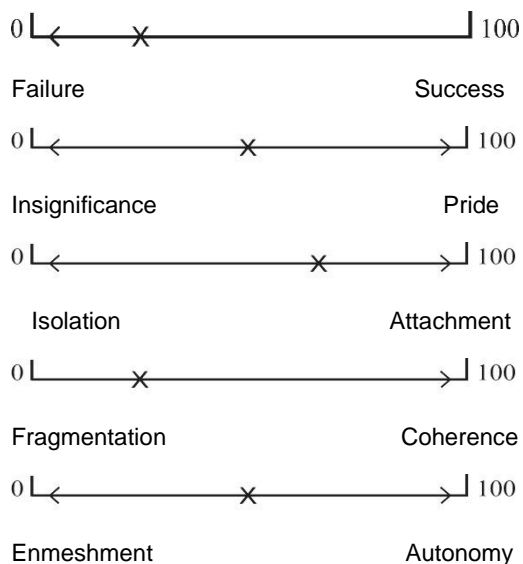 0 X 100
Failure Success
0 X 100
Insignificance Pride
0 X 100
Isolation Attachment
0 X 100
Fragmentation Coherence
0 X 100
Enmeshment Autonomy